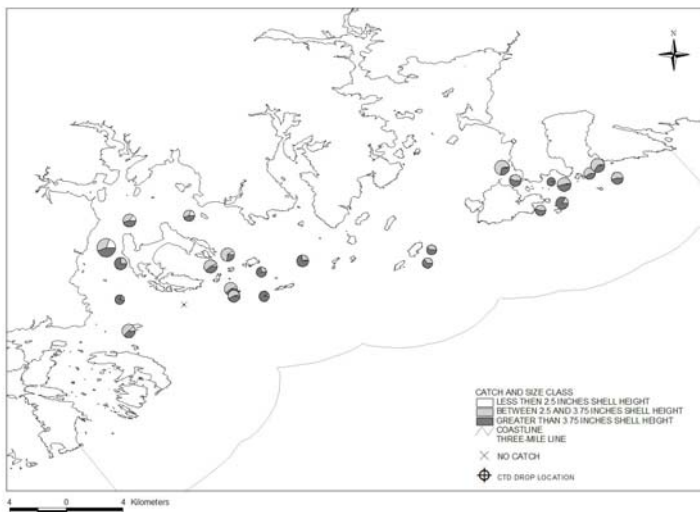 N
CATCH AND SIZE CLASS
LESS THEN 2.5 INCHES SHELL HEIGHT
BETWEEN 2.5 AND 3.75 INCHES SHELL HEIGHT
GREATER THAN 3.75 INCHES SHELL HEIGHT
COASTLINE
THREE-MILE LINE
NO CATCH
CTD DROP LOCATION
4 0 4 Kilometers